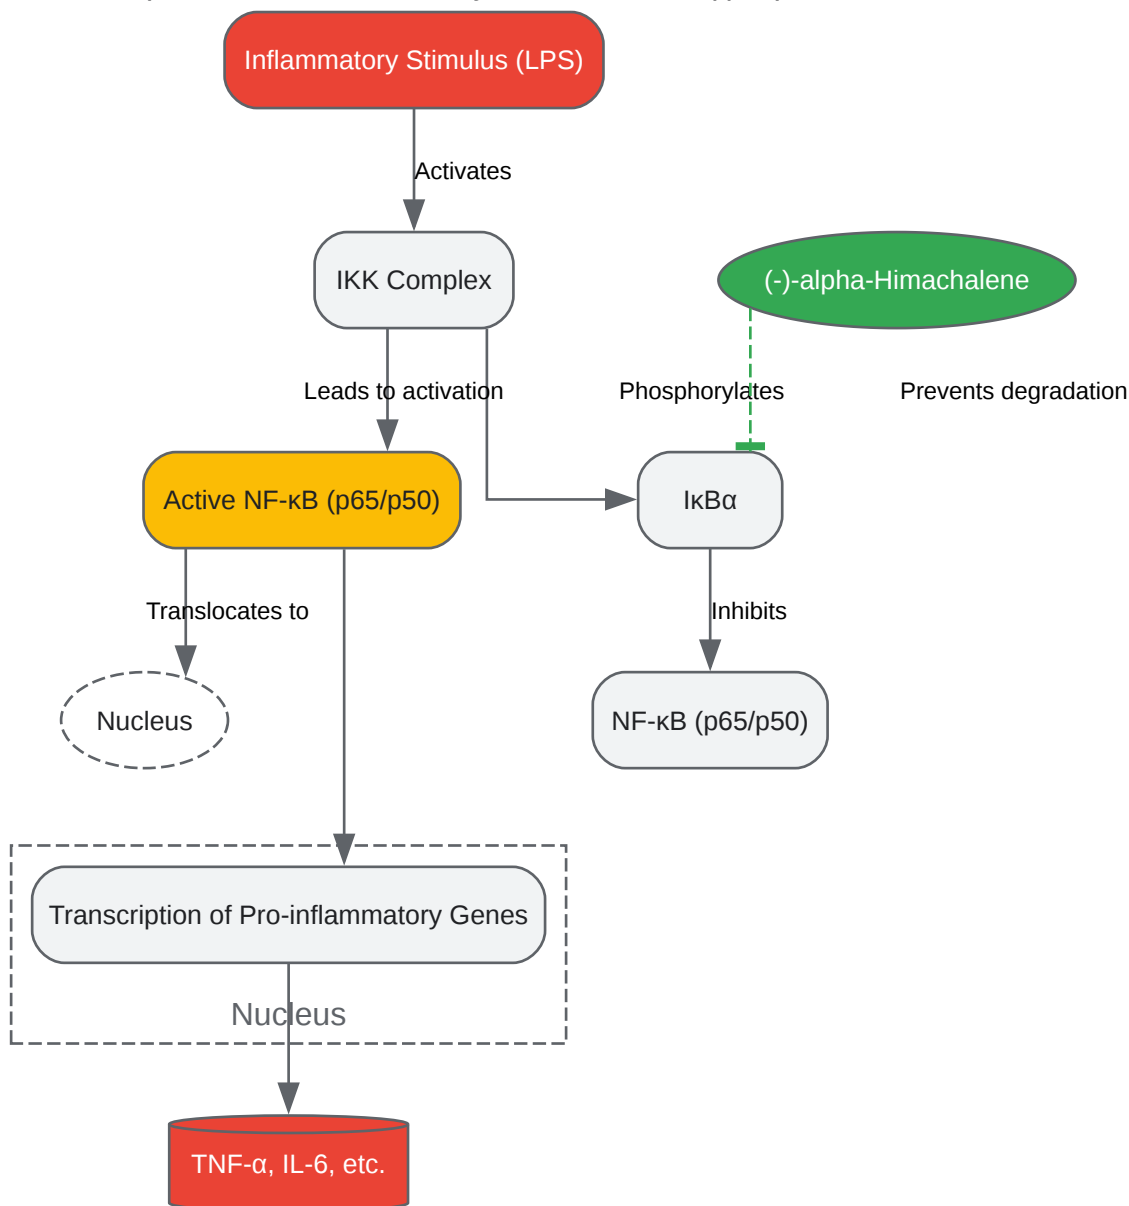 Inflammatory Stimulus (LPS)
Activates
IKK Complex
(-)-alpha-Himachalene
Leads to activation
Phosphorylates
Prevents degradation
Active NF-κB (p65/p50)
IκBα
Translocates to
Inhibits
Nucleus
NF-κB (p65/p50)
Transcription of Pro-inflammatory Genes
Nucleus
TNF-α, IL-6, etc.